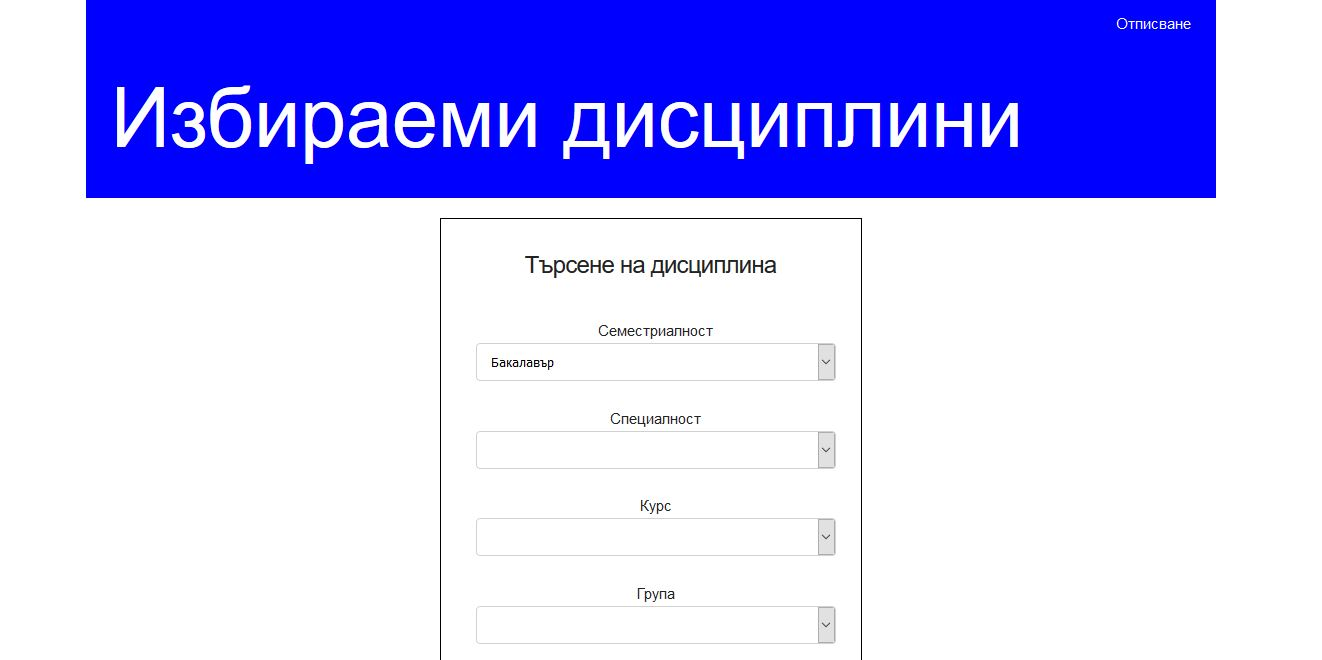 Отписване
Избираеми дисциплини
Търсене на дисциплина
Семестриалност
Бакалавър
Специалност
Курс
Група